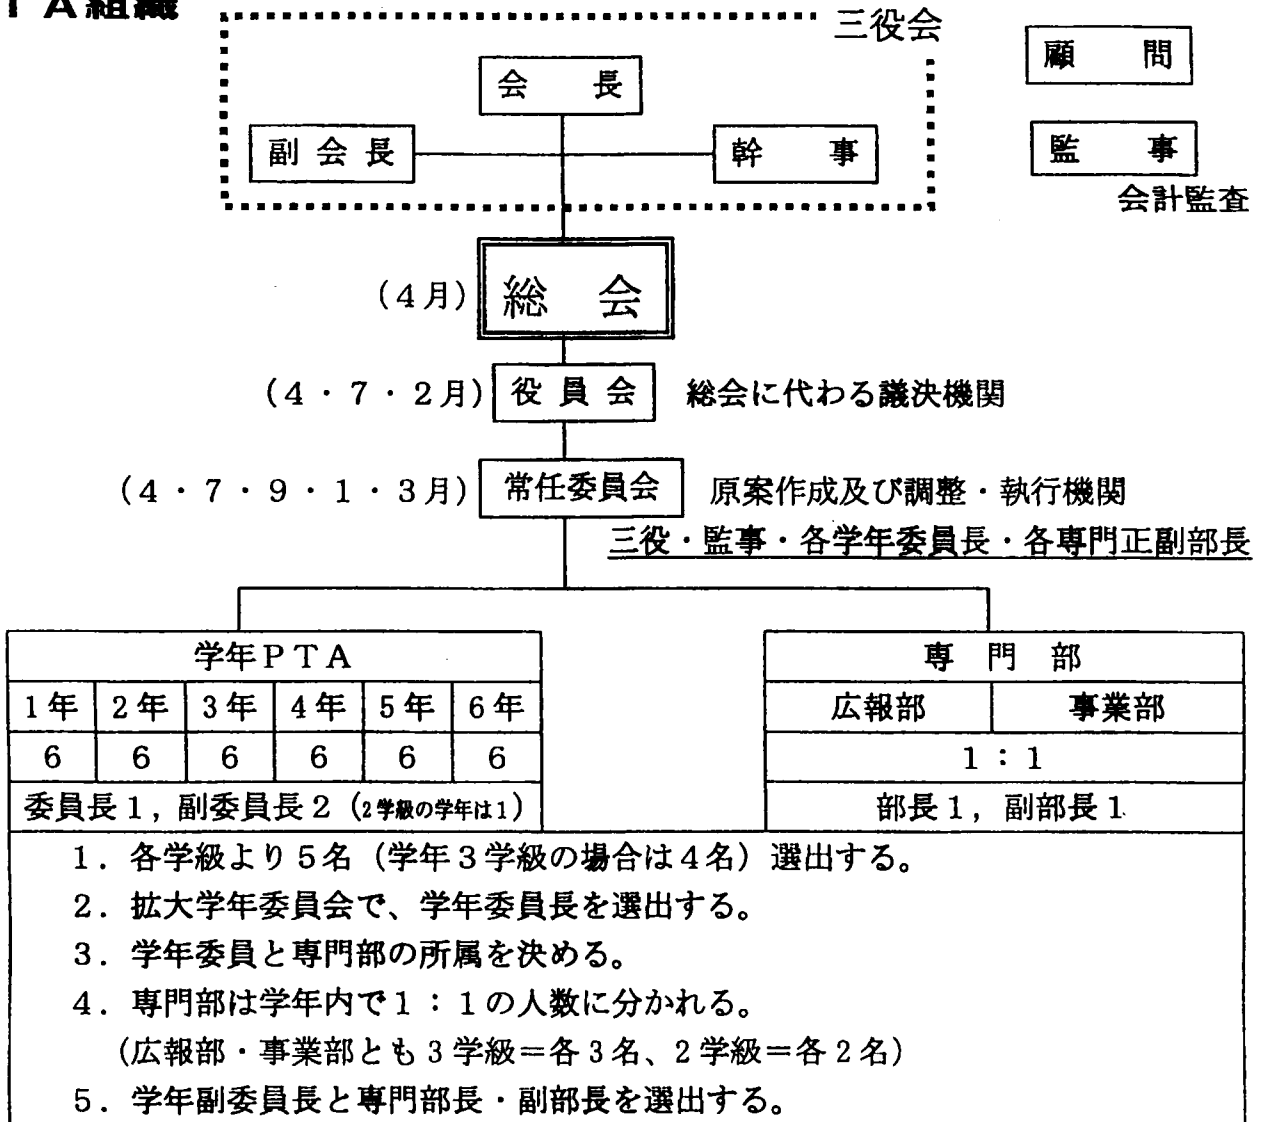 ＴＡ組織
三役会
顧　問
会　長
副会長
幹　事
監　事
会計監査
(４月)
総　会
(４・７・２月)
役員会
総会に代わる議決機関
(４・７・９・１・３月)
常任委員会
原案作成及び調整・執行機関
三役・監事・各学年委員長・各専門正副部長
学年ＰＴＡ
1年 2年 3年 4年 5年 6年
6 6 6 6 6 6
委員長１, 副委員長２ (2学級の学年は1)
専　門　部
広報部 事業部
１：１
部長１, 副部長１
１. 各学級より５名（学年３学級の場合は４名）選出する。
２. 拡大学年委員会で、学年委員長を選出する。
３. 学年委員と専門部の所属を決める。
４. 専門部は学年内で１：１の人数に分かれる。
(広報部・事業部とも３学級＝各３名、２学級＝各２名)
５. 学年副委員長と専門部長・副部長を選出する。